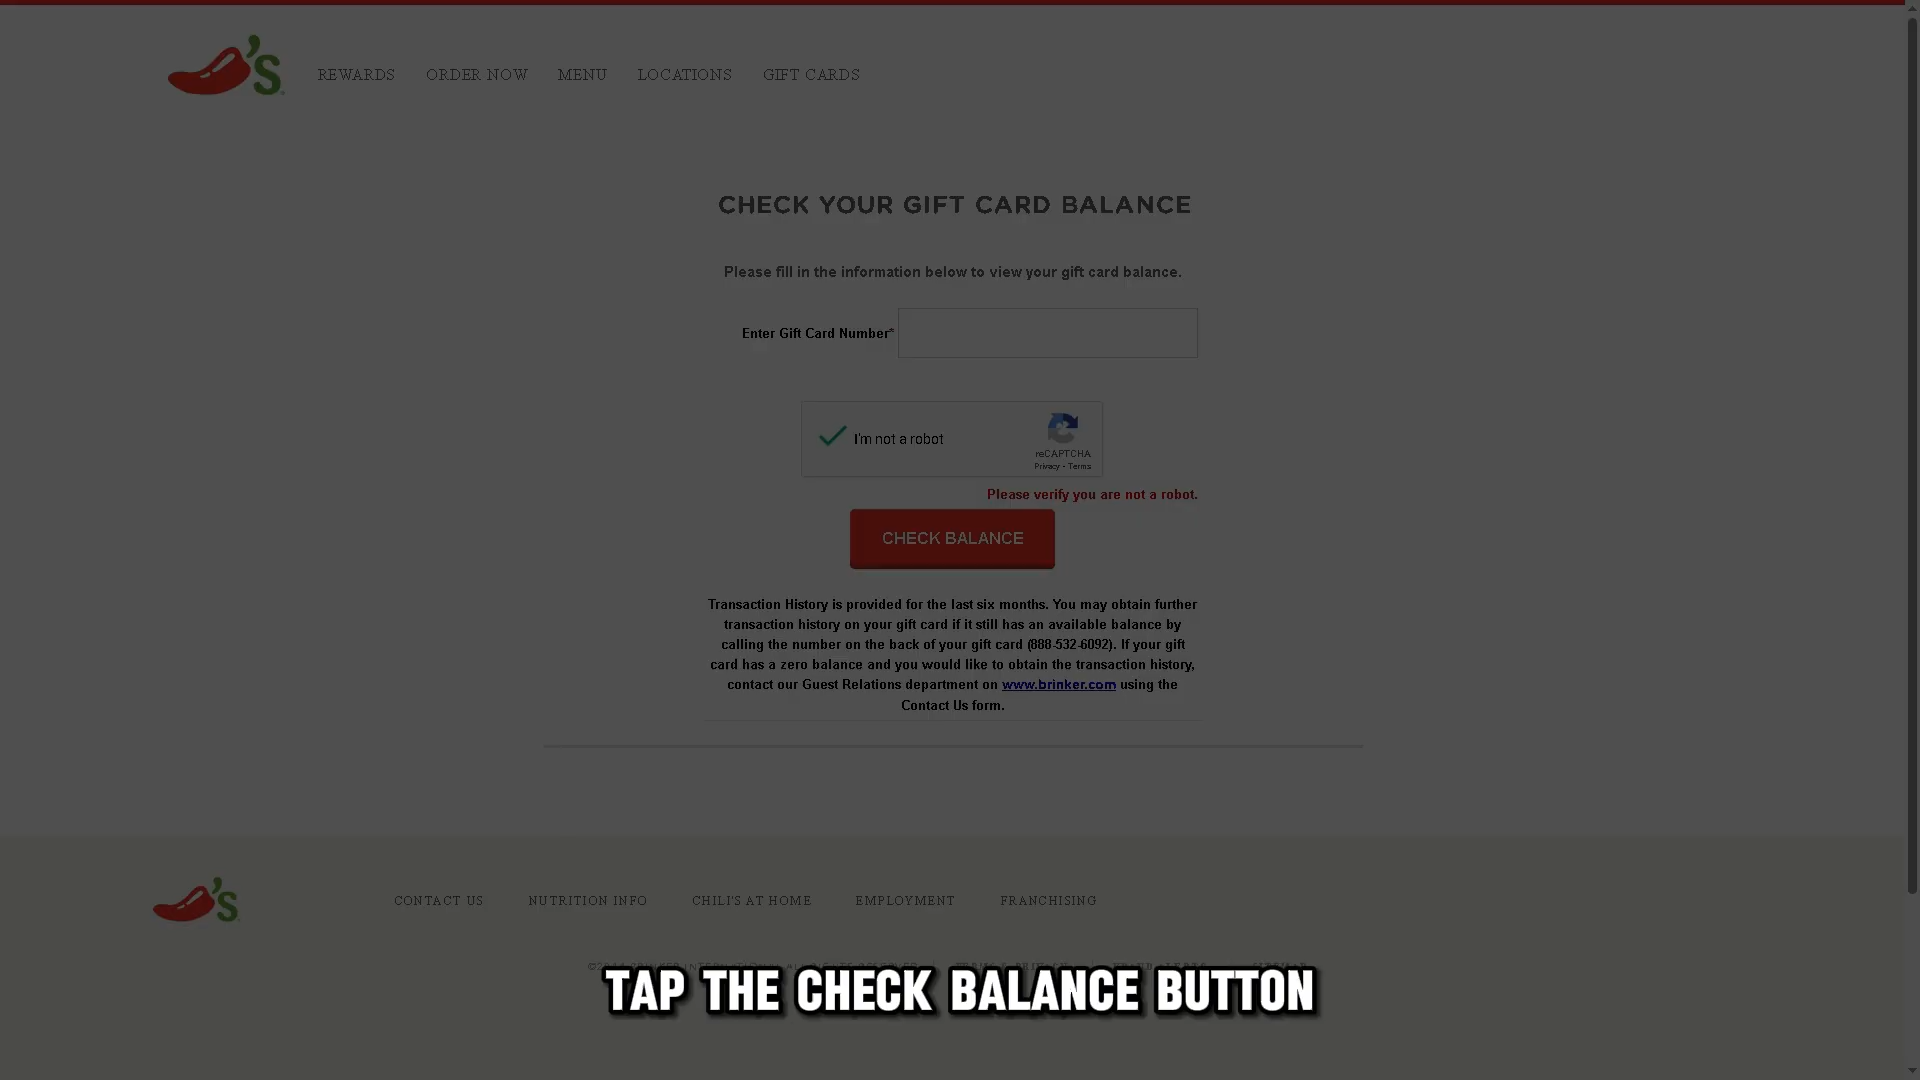 'S
REWARDS ORDER NOW MENU LOCATIONS GIFT CARDS
CHECK YOUR GIFT CARD BALANCE
Please fill in the information below to view your gift card balance.
Enter Gift Card Number*
I'm not a robot
reCAPTCHA
Privacy - Terms
Please verify you are not a robot.
CHECK BALANCE
Transaction History is provided for the last six months. You may obtain further
transaction history on your gift card if it still has an available balance by
calling the number on the back of your gift card (888-532-6092). If your gift
card has a zero balance and you would like to obtain the transaction history,
contact our Guest Relations department on www.brinker.com using the
Contact Us form.
'S
CONTACT US NUTRITION INFO CHILI'S AT HOME EMPLOYMENT FRANCHISING
TAP THE CHECK BALANCE BUTTON